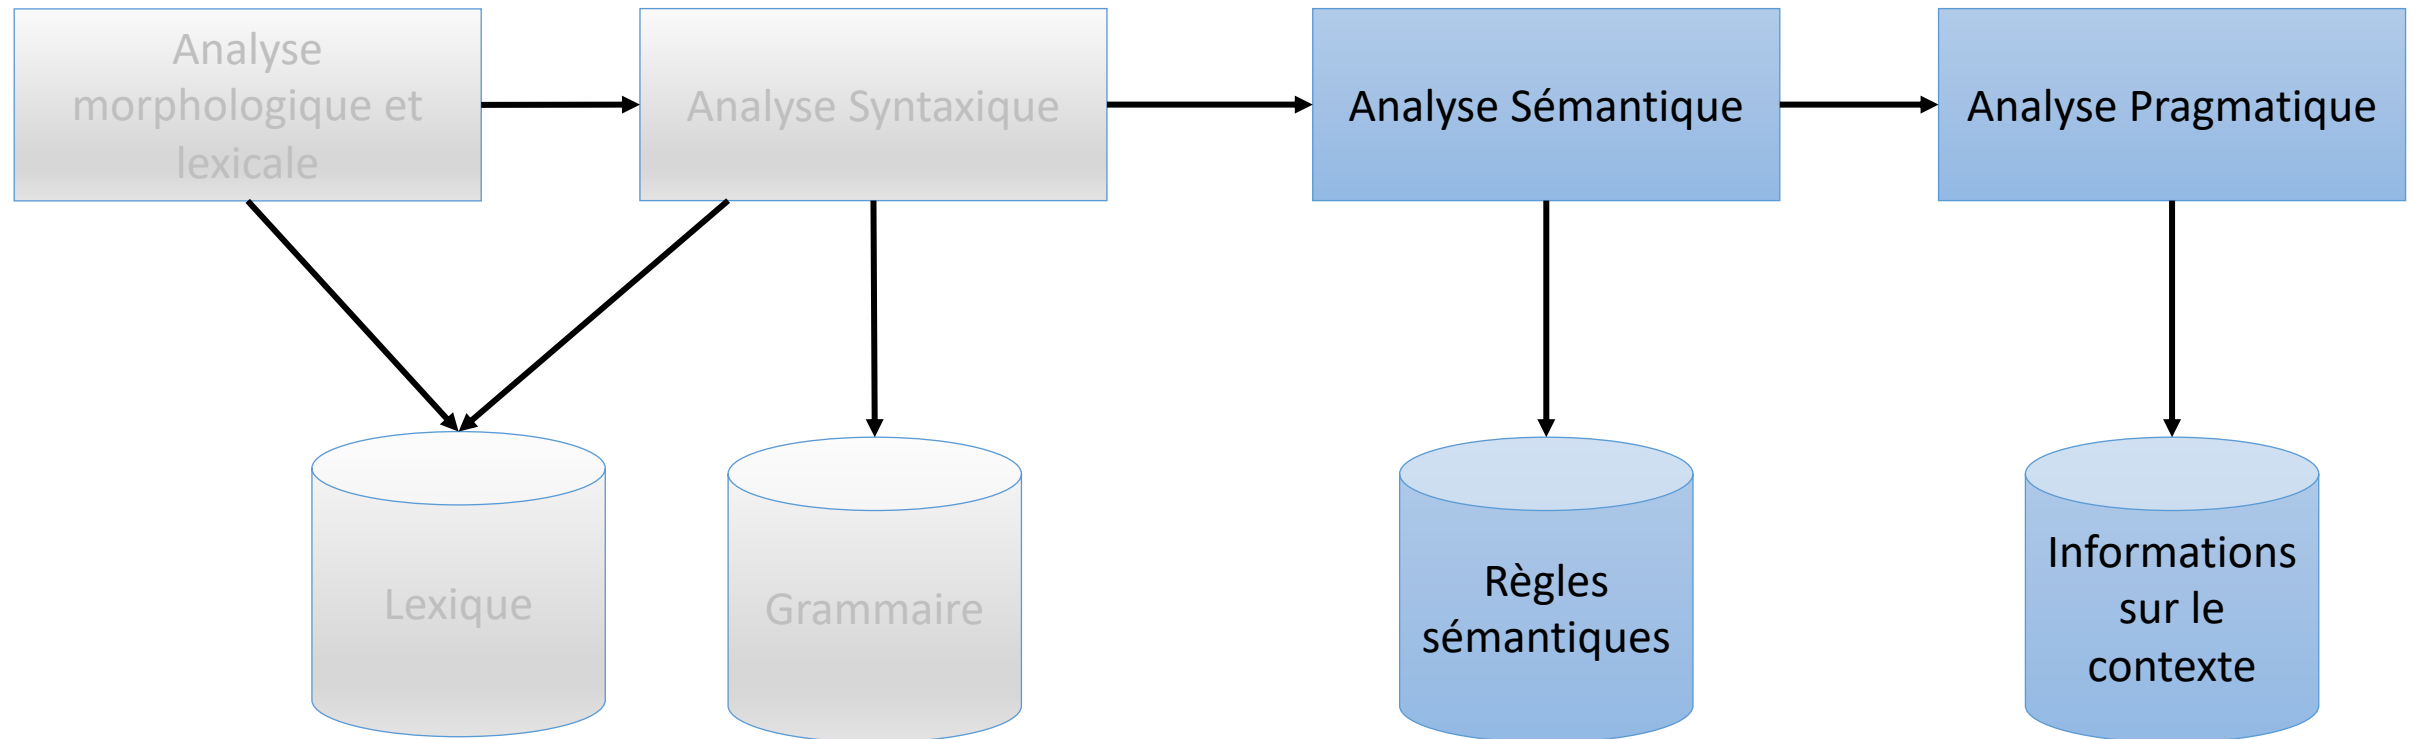 Analyse
morphologique et
lexicale
Analyse Syntaxique
Analyse Sémantique
Analyse Pragmatique
Lexique
Grammaire
Règles
sémantiques
Informations
sur le
contexte